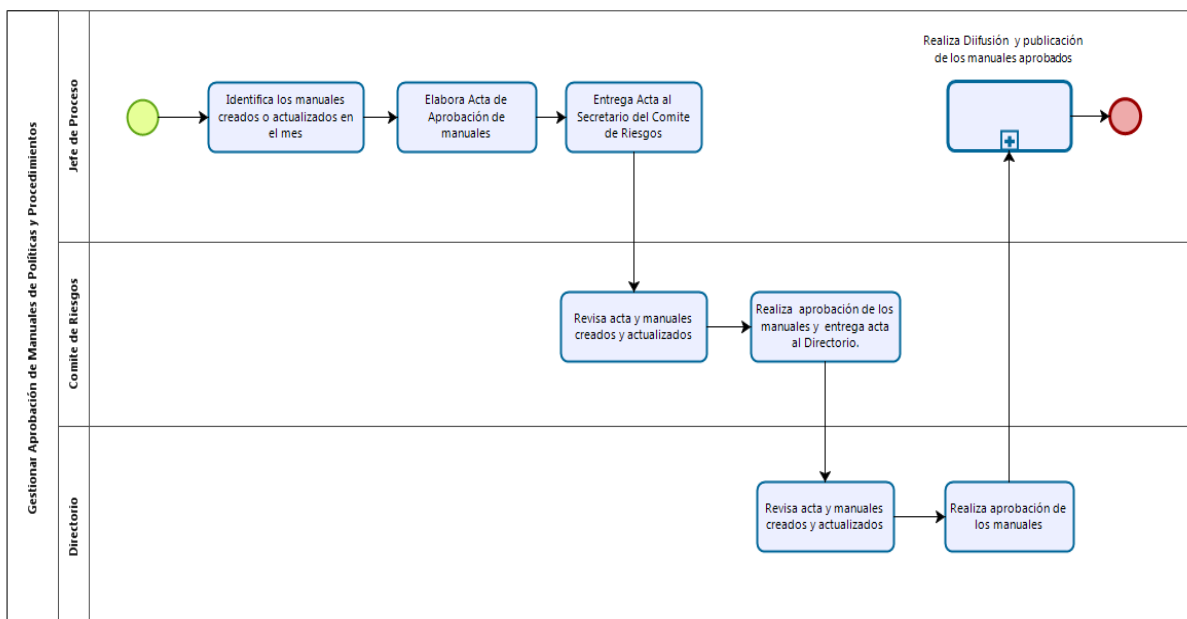 Gestionar Aprobación de Manuales de Políticas y Procedimientos
Jefe de Proceso
Identifica los manuales
creados o actualizados en
el mes
Elabora Acta de
Aprobación de
manuales
Entrega Acta al
Secretario del Comite
de Riesgos
Realiza Diifusión y publicación
de los manuales aprobados
Comite de Riesgos
Revisa acta y manuales
creados y actualizados
Realiza aprobación de los
manuales y entrega acta
al Directorio.
Directorio
Revisa acta y manuales
creados y actualizados
Realiza aprobación de
los manuales